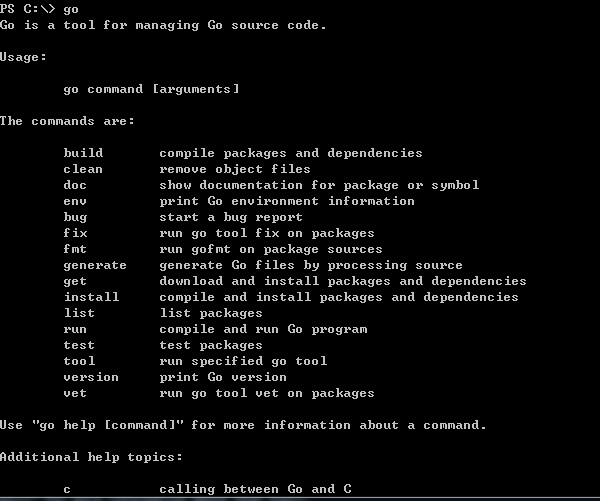 PS C:\> go
Go is a tool for managing Go source code.
Usage:
go command [arguments]
The commands are:
build compile packages and dependencies
clean remove object files
doc show documentation for package or symbol
env print Go environment information
bug start a bug report
fix run go tool fix on packages
fmt run gofmt on package sources
generate generate Go files by processing source
get download and install packages and dependencies
install compile and install packages and dependencies
list list packages
run compile and run Go program
test test packages
tool run specified go tool
version print Go version
vet run go tool vet on packages
Use "go help [command]" for more information about a command.
Additional help topics:
c calling between Go and C